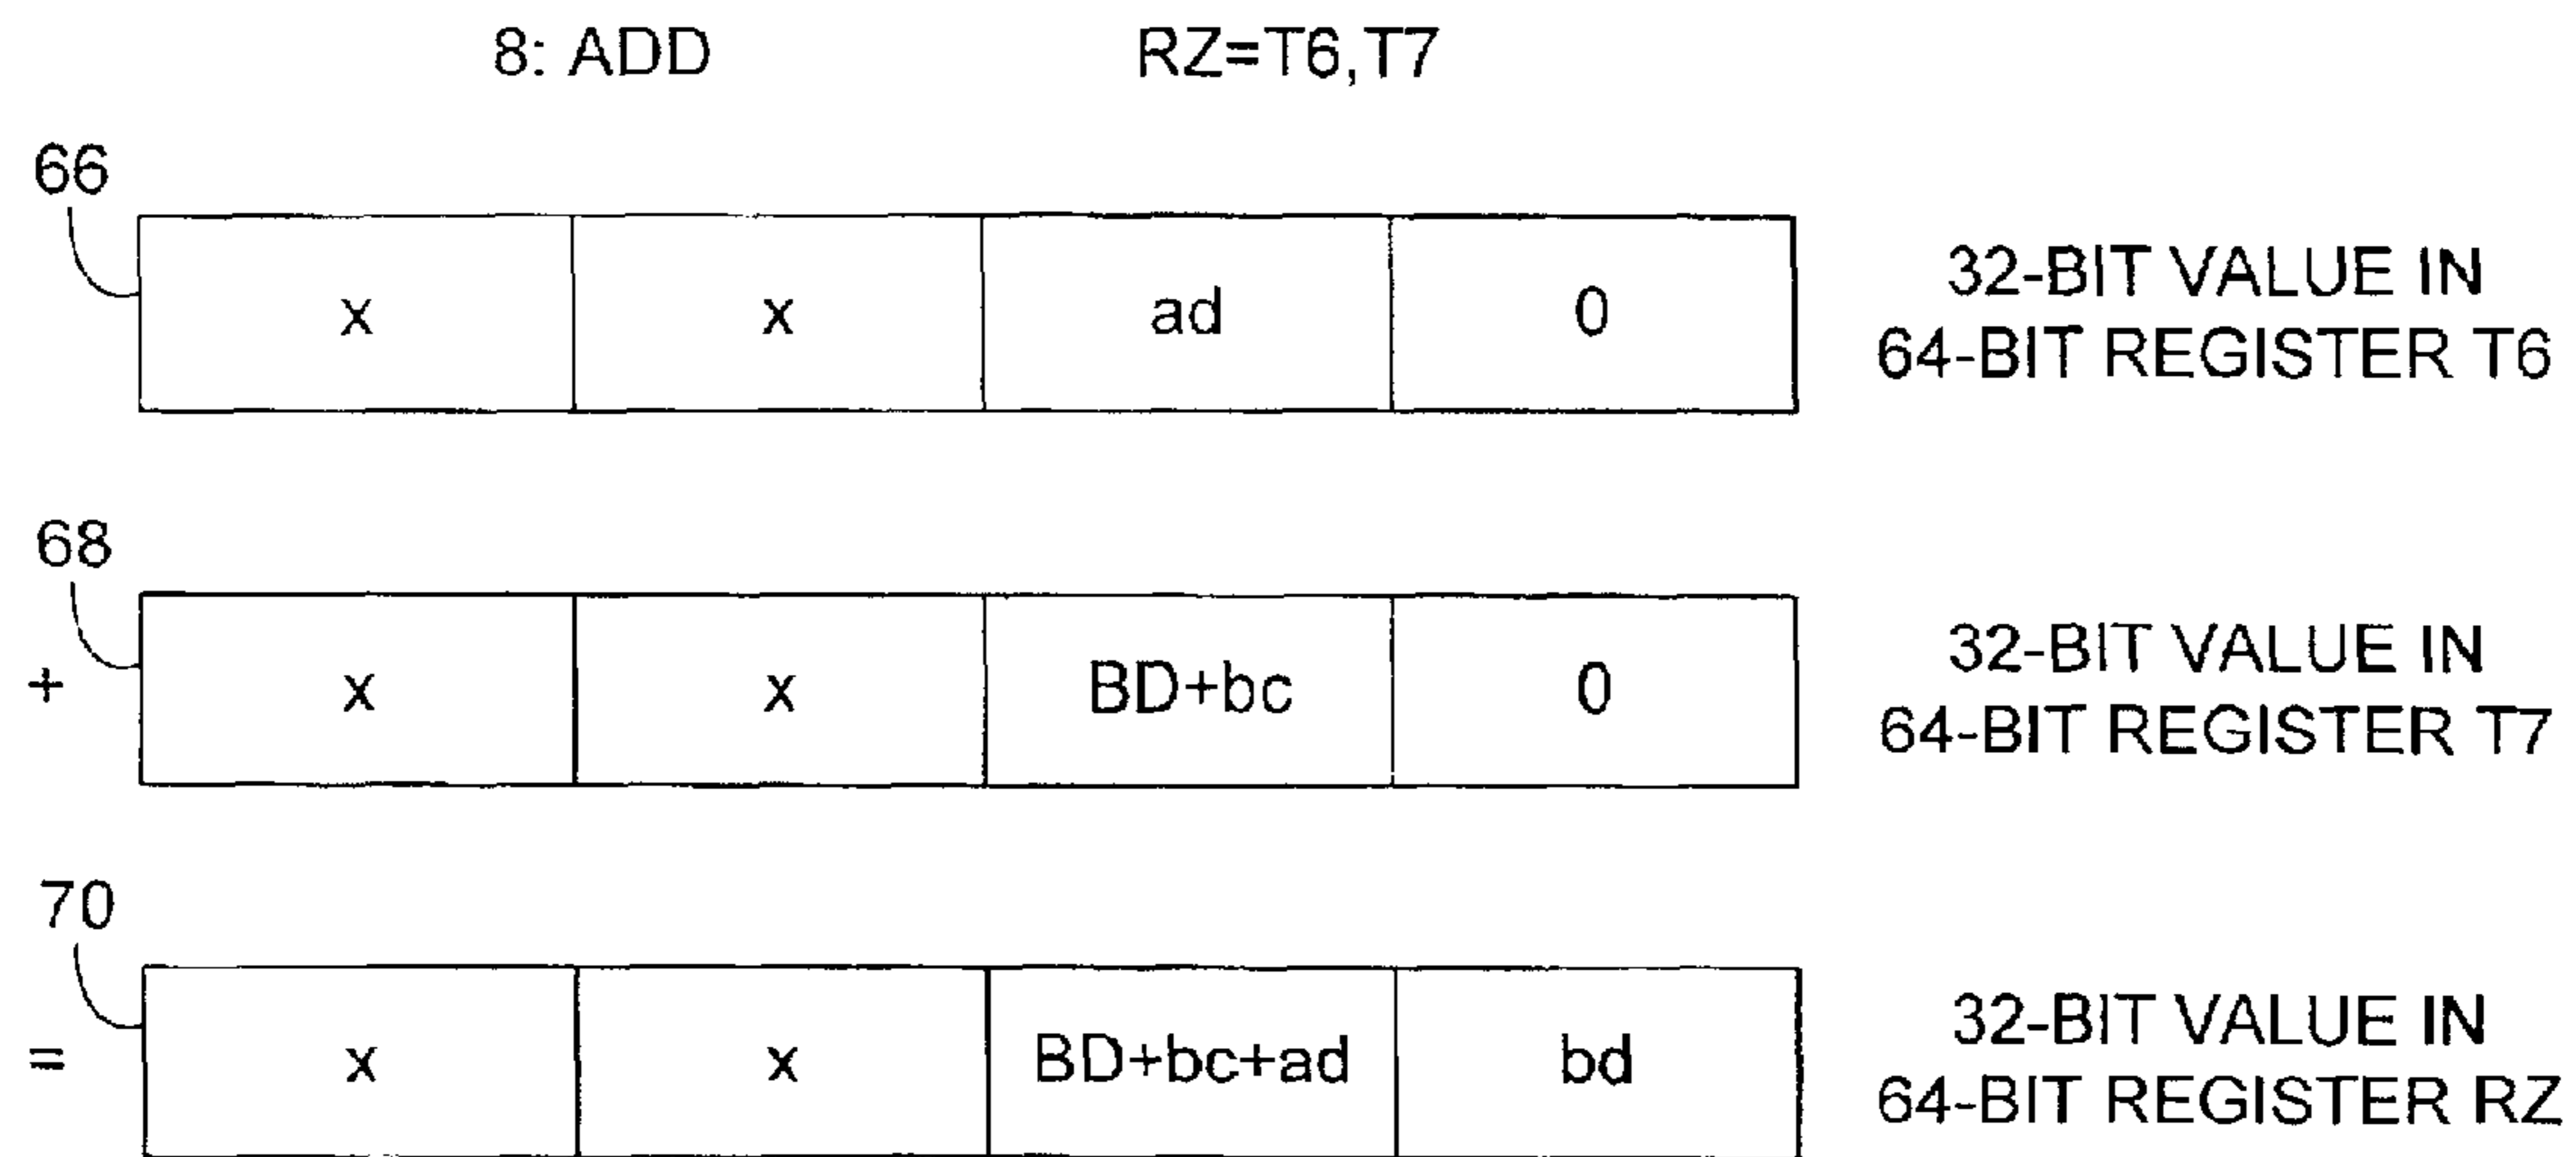 8: ADD RZ=T6,T7
66
x x ad 0
32-BIT VALUE IN
64-BIT REGISTER T6
68
+ x x BD+bc 0
32-BIT VALUE IN
64-BIT REGISTER T7
70
= x x BD+bc+ad bd
32-BIT VALUE IN
64-BIT REGISTER RZ